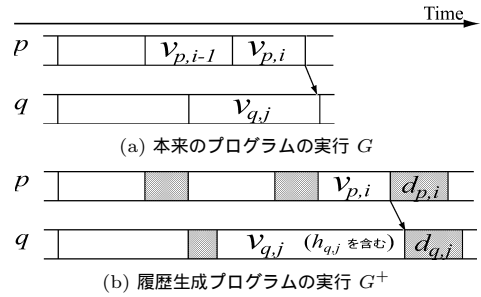 Time
p
v_{p,i-1} v_{p,i}
q
v_{q,j}
(a) 本来のプログラムの実行 G
p
v_{p,i} d_{p,i}
q
v_{q,j} (h_{q,j} を含む) d_{q,j}
(b) 履歴生成プログラムの実行 G^+